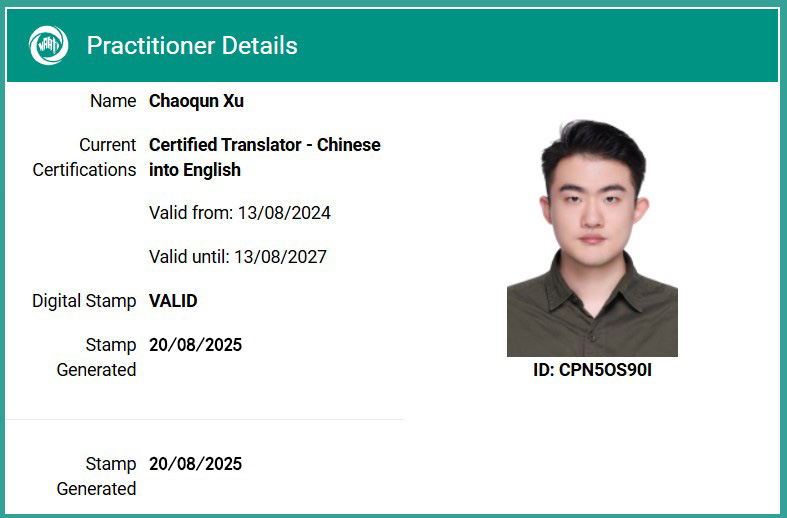 NAATI
Practitioner Details
Name Chaoqun Xu
Current Certified Translator - Chinese
Certifications into English
Valid from: 13/08/2024
Valid until: 13/08/2027
Digital Stamp VALID
Stamp 20/08/2025
Generated
ID: CPN5OS90I
Stamp 20/08/2025
Generated